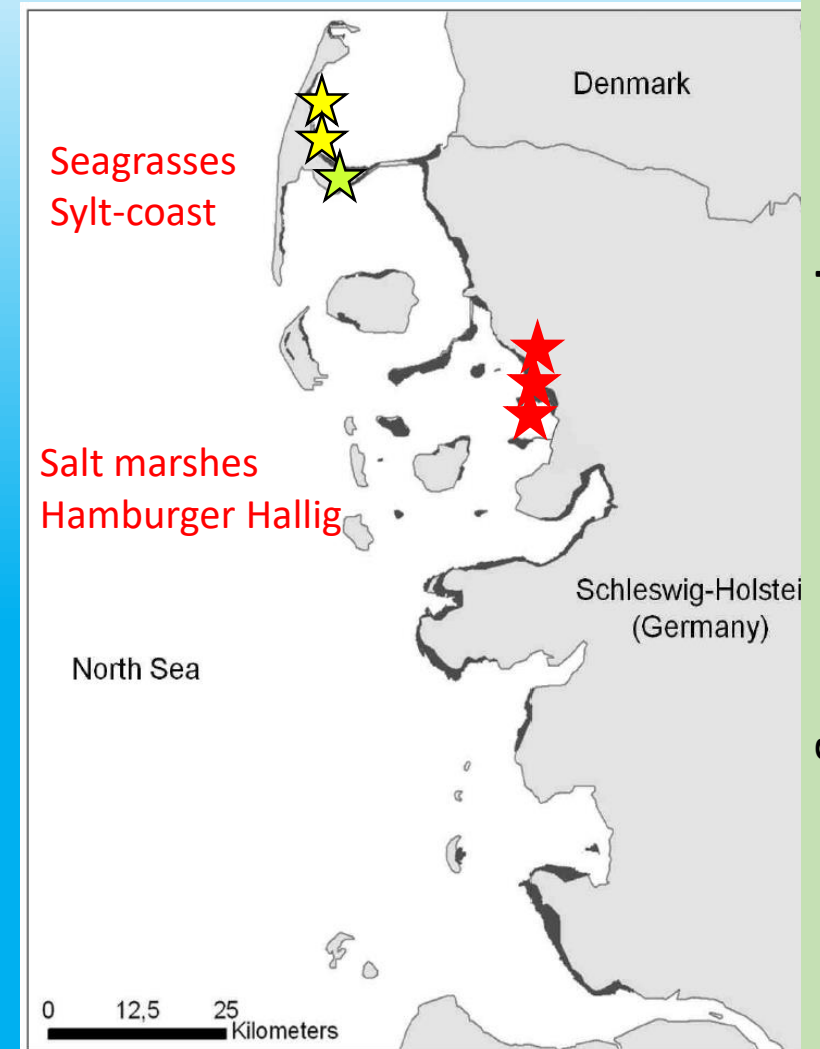 Denmark
Seagrasses
Sylt-coast
Salt marshes
Hamburger Hallig
Schleswig-Holstei
(Germany)
North Sea
0 12,5 25
Kilometers